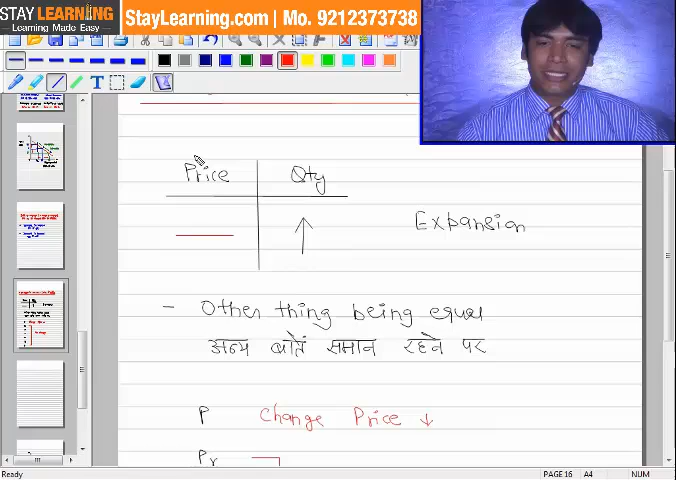 STAY LEARNING
Learning Made Easy
StayLearning.com | Mo. 9212373738
Price Qty
Expansion
- Other thing being equal
अन्य बातें समान रहने पर
P Change Price ↓
Pr
Ready PAGE 16 A4 NUM